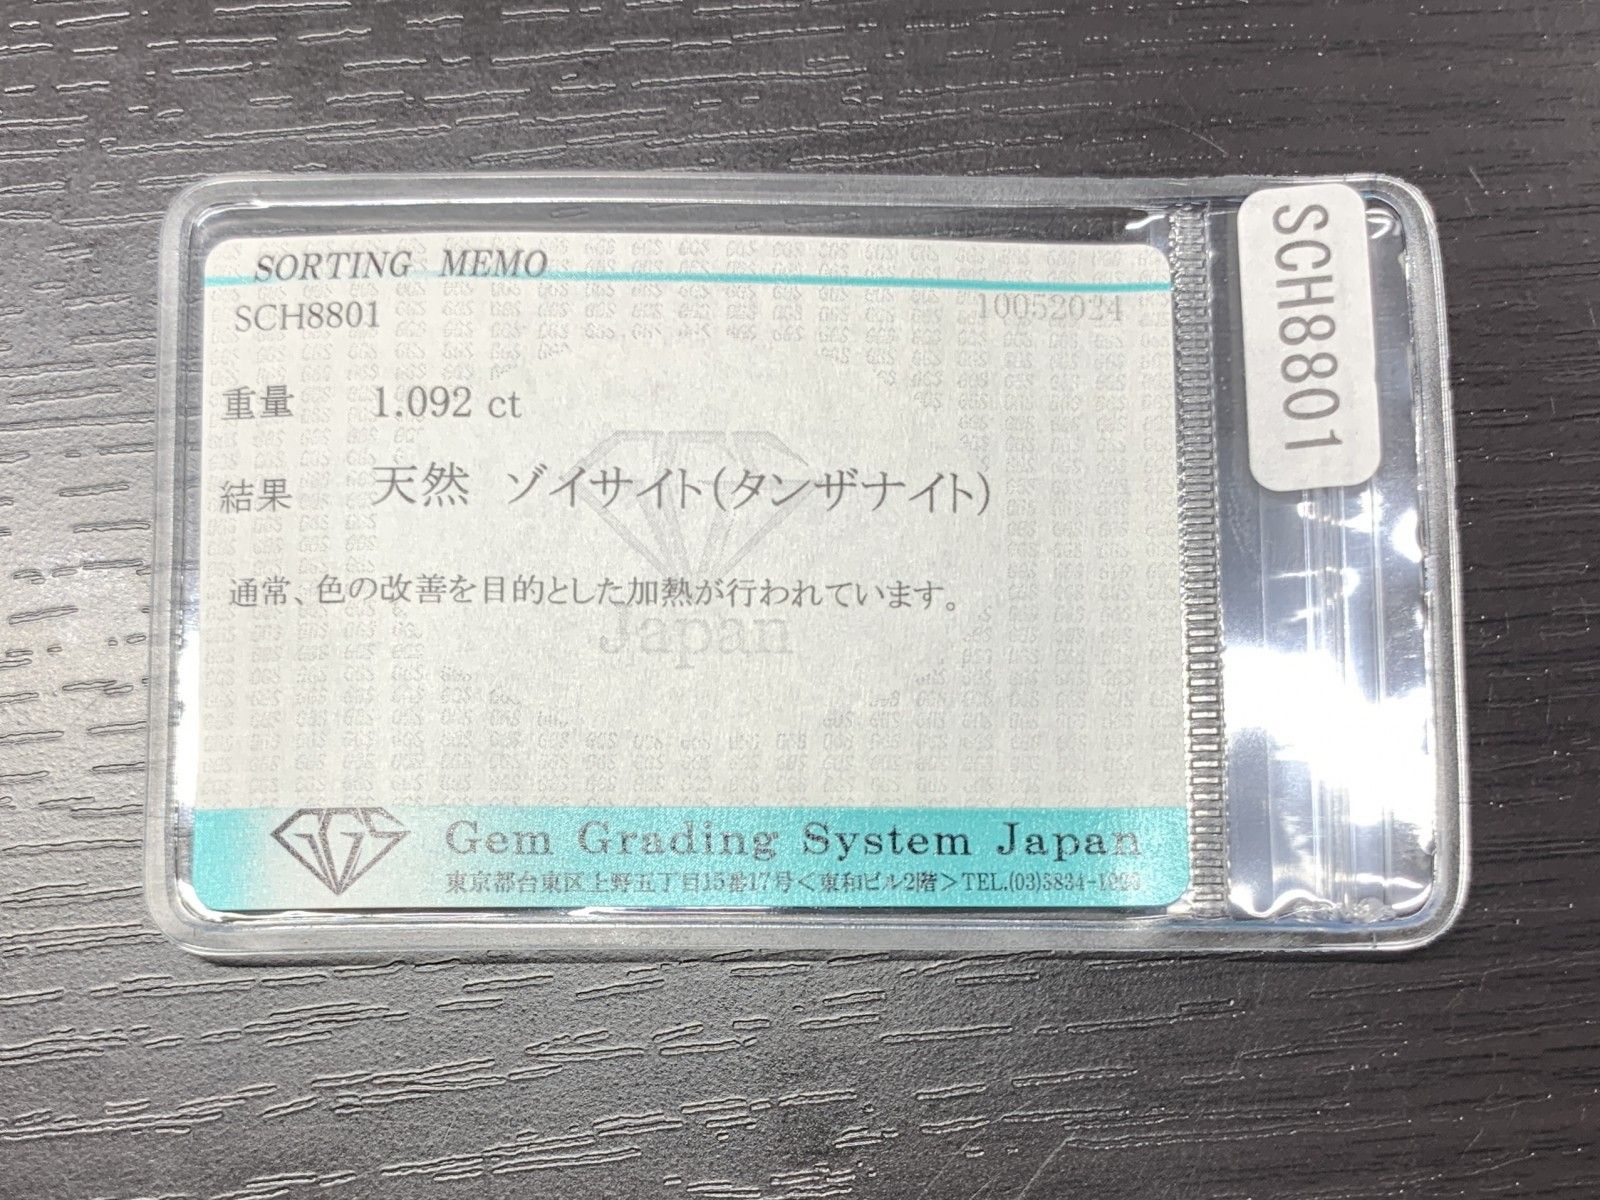 SORTING MEMO
SCH8801 10052024
重量 1.092 ct
結果 天然 ゾイサイト(タンザナイト)
通常、色の改善を目的とした加熱が行われています。
Japan
GGS Gem Grading System Japan
東京都台東区上野五丁目15番17号<東和ビル2階>TEL.(03)3834-
SCH8801